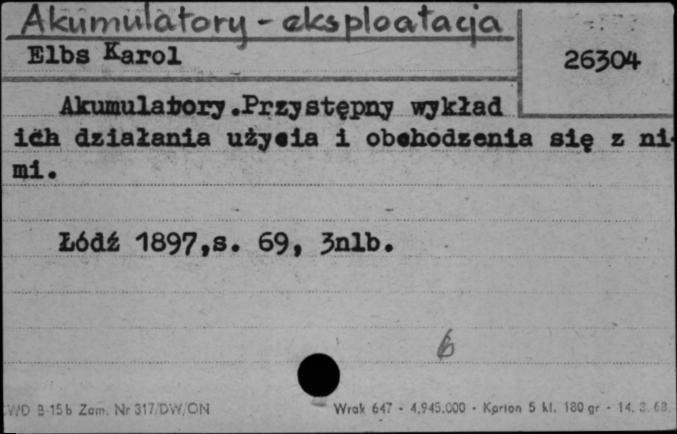 Akumulatory - eksploatacja
Elbs Karol
26304
Akumulatory.Przystępny wykład
ich działania użycia i obchodzenia się z ni-
mi.
Łódź 1897,s. 69, 3nlb.
6
WD B-15b Zam. Nr 317/DW/ON
Wrak 647 - 4.945.000 - Karton 5 kl. 180 gr - 14. 3. 68.